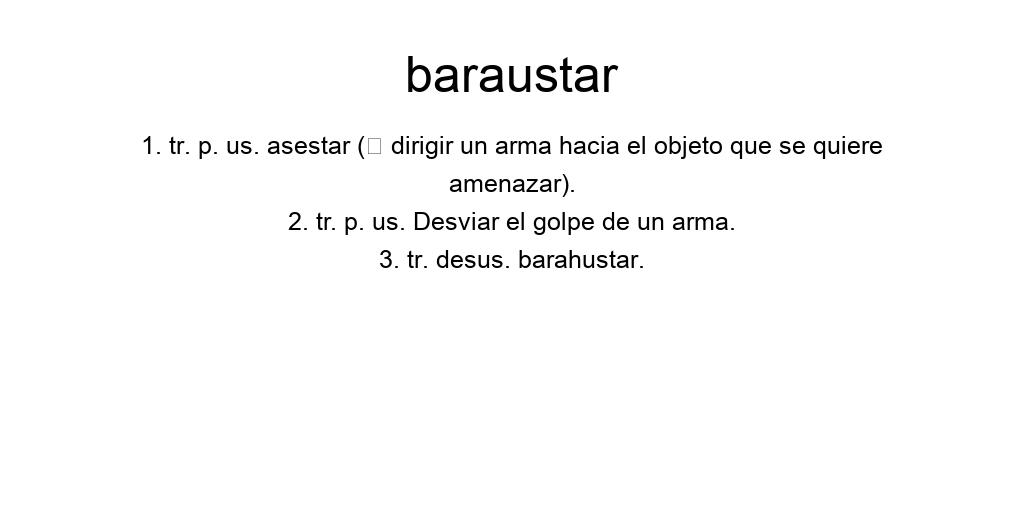 baraustar
1. tr. p. us. asestar (□ dirigir un arma hacia el objeto que se quiere
amenazar).
2. tr. p. us. Desviar el golpe de un arma.
3. tr. desus. barahustar.